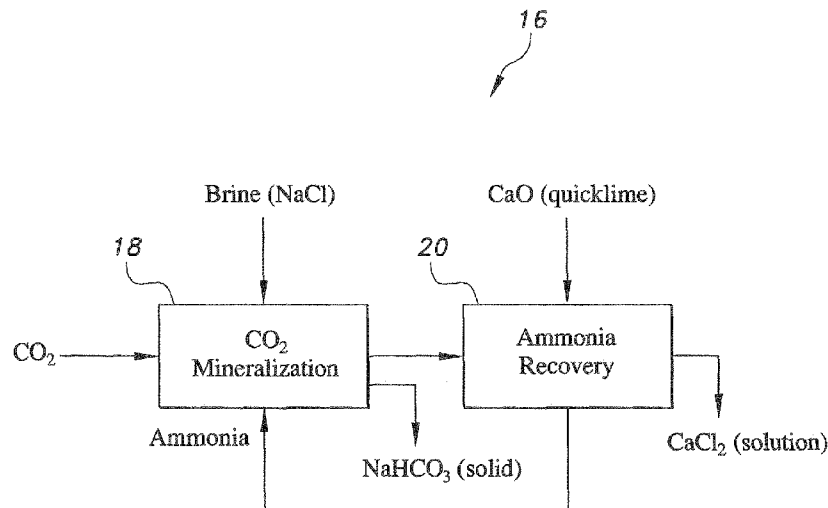 16
Brine (NaCl)
CaO (quicklime)
18
20
CO₂
CO₂
Mineralization
Ammonia
Recovery
Ammonia
NaHCO₃ (solid)
CaCl₂ (solution)